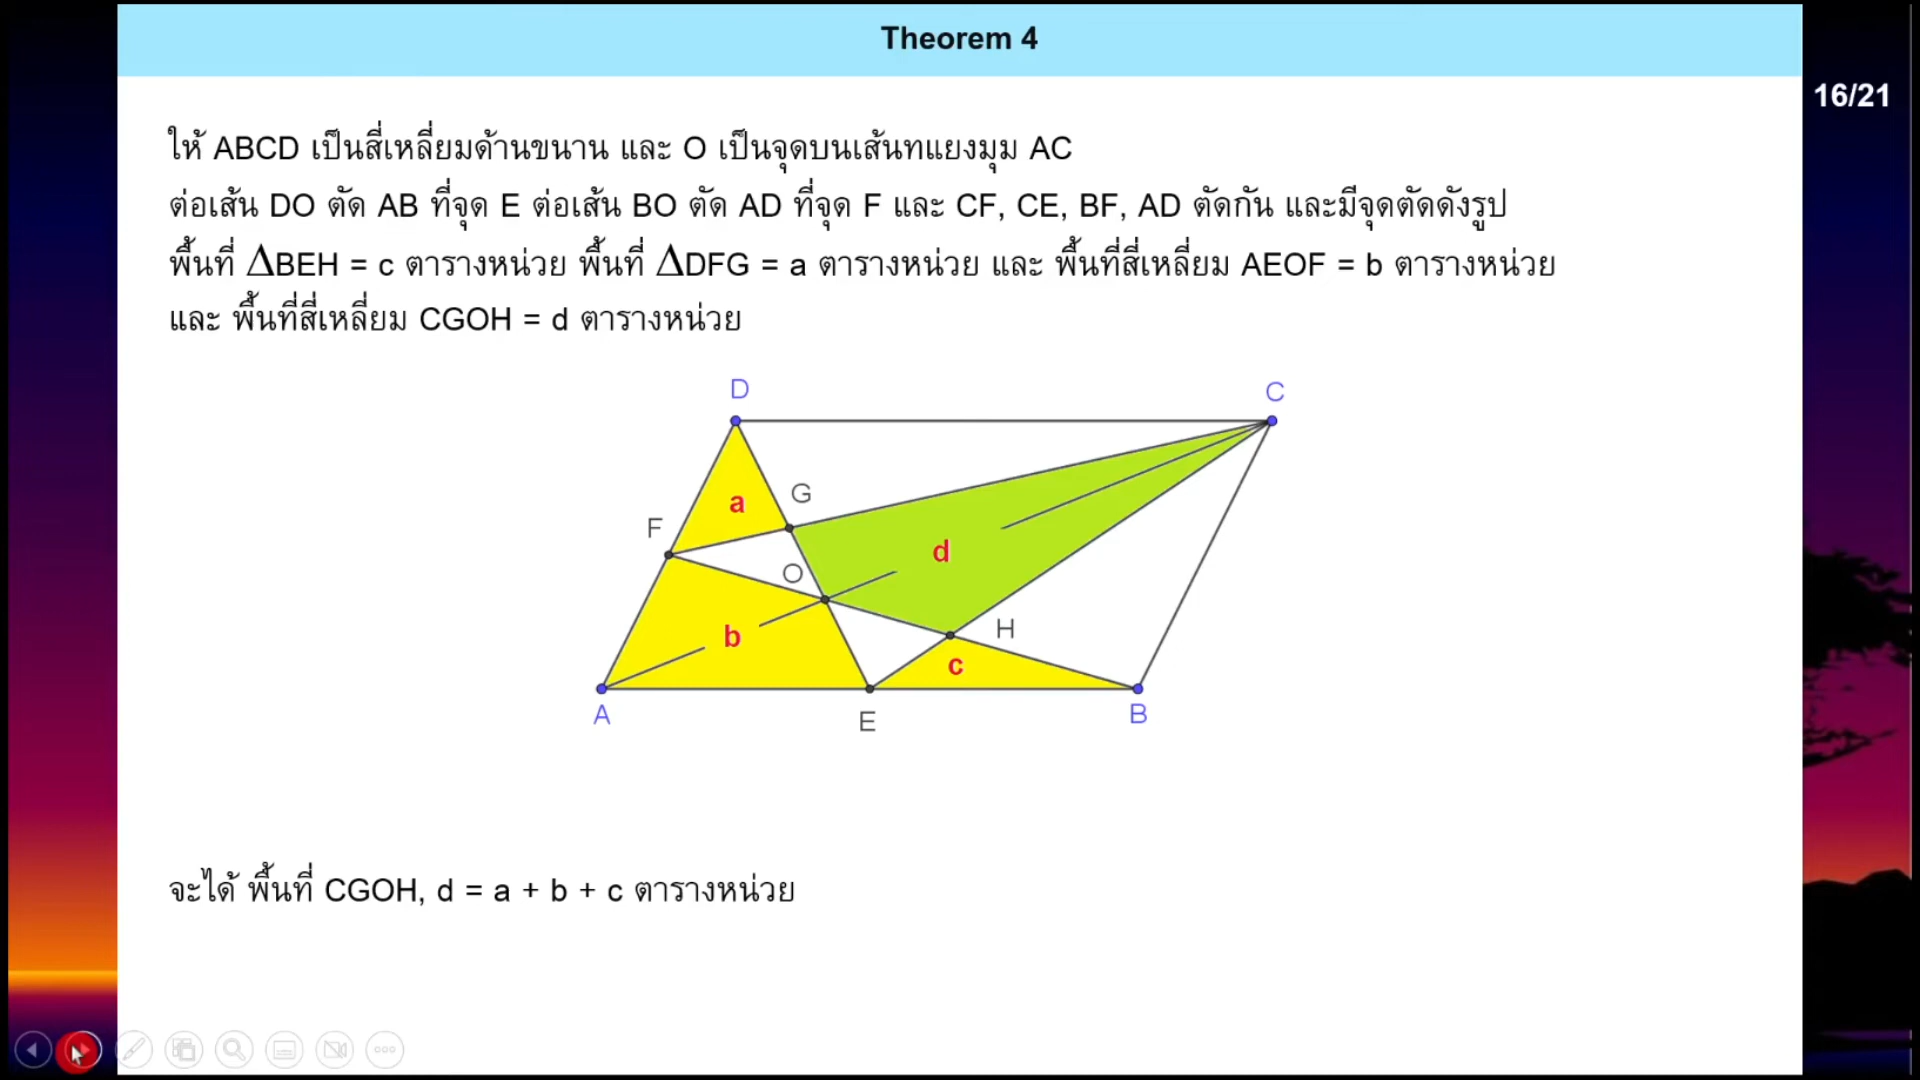 Theorem 4
16/21
ให้ ABCD เป็นสี่เหลี่ยมด้านขนาน และ O เป็นจุดบนเส้นทแยงมุม AC
ต่อเส้น DO ตัด AB ที่จุด E ต่อเส้น BO ตัด AD ที่จุด F และ CF, CE, BF, AD ตัดกัน และมีจุดตัดดังรูป
พื้นที่ ΔBEH = c ตารางหน่วย พื้นที่ ΔDFG = a ตารางหน่วย และ พื้นที่สี่เหลี่ยม AEOF = b ตารางหน่วย
และ พื้นที่สี่เหลี่ยม CGOH = d ตารางหน่วย
D
C
a
G
F
d
O
b
H
c
A
E
B
จะได้ พื้นที่ CGOH, d = a + b + c ตารางหน่วย